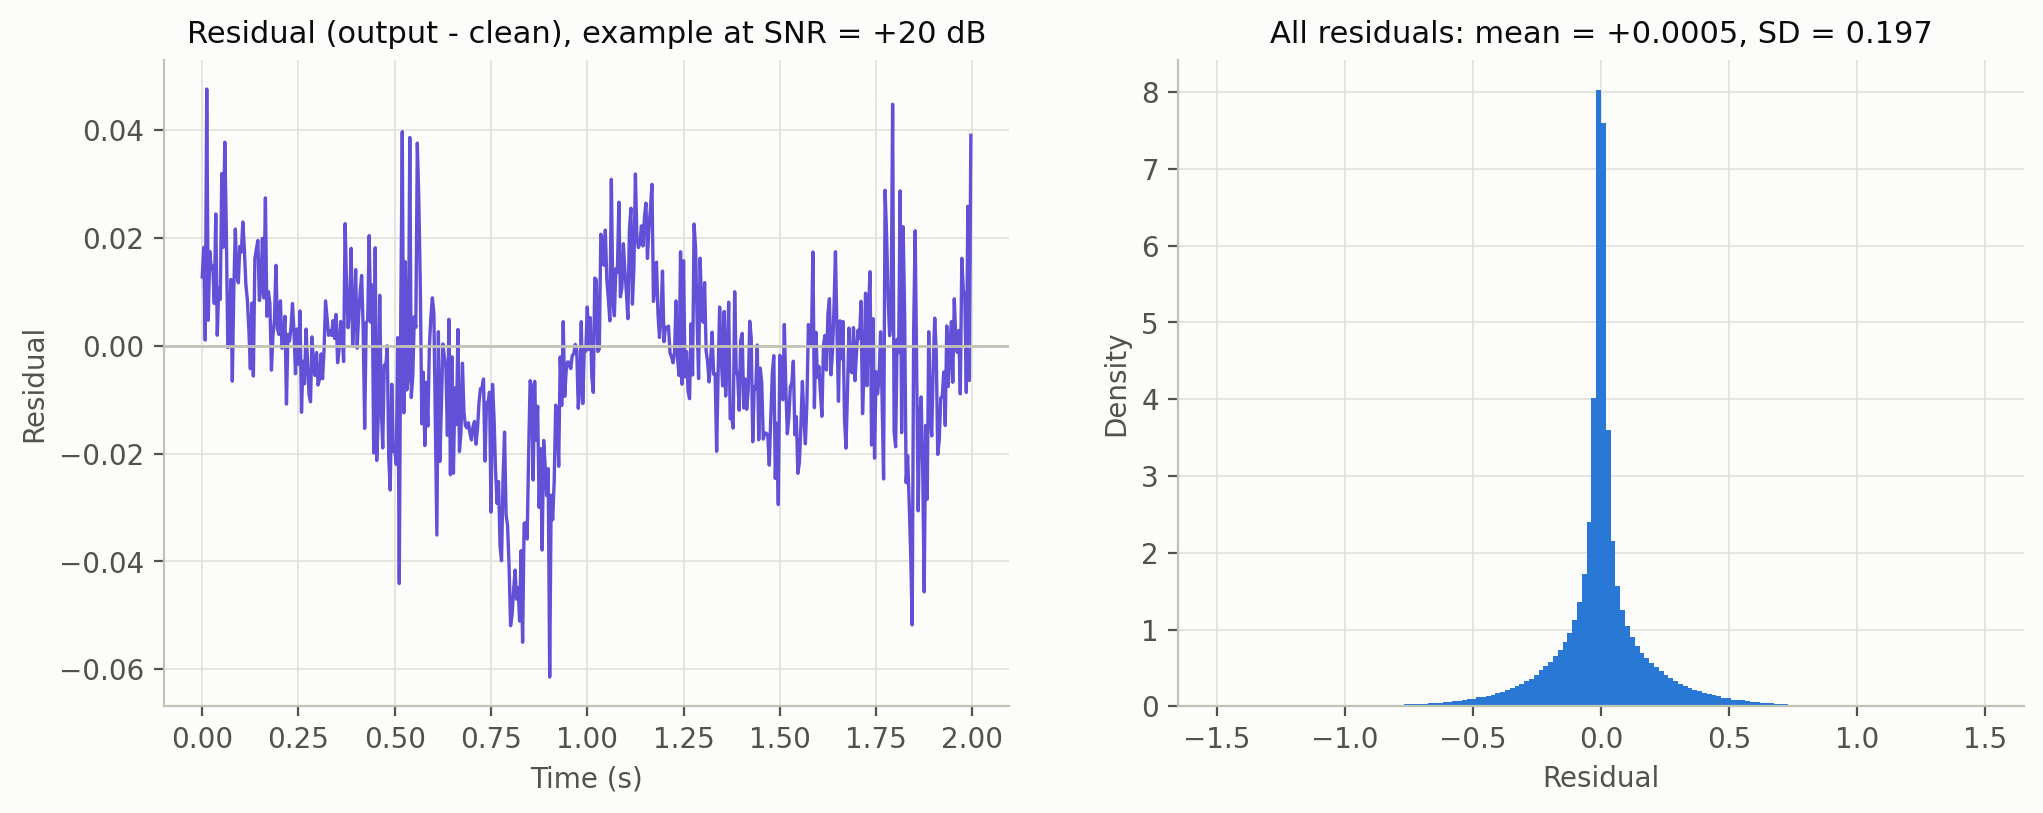 Residual (output - clean), example at SNR = +20 dB
0.04
0.02
0.00
−0.02
−0.04
−0.06
Residual
0.00 0.25 0.50 0.75 1.00 1.25 1.50 1.75 2.00
Time (s)
All residuals: mean = +0.0005, SD = 0.197
8
7
6
5
4
3
2
1
0
Density
−1.5 −1.0 −0.5 0.0 0.5 1.0 1.5
Residual